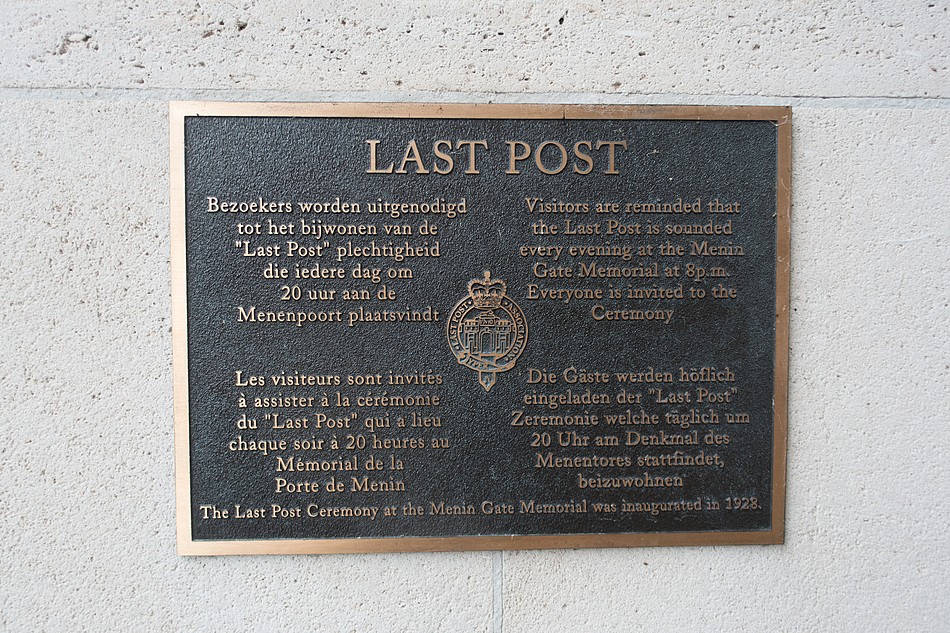 LAST POST
Bezoekers worden uitgenodigd
tot het bijwonen van de
"Last Post" plechtigheid
die iedere dag om
20 uur aan de
Menenpoort plaatsvindt
Visitors are reminded that
the Last Post is sounded
every evening at the Menin
Gate Memorial at 8p.m.
Everyone is invited to the
Ceremony
LAST POST ASSOCIATION
Les visiteurs sont invités
à assister à la cérémonie
du "Last Post" qui a lieu
chaque soir à 20 heures au
Mémorial de la
Porte de Menin
Die Gäste werden höflich
eingeladen der "Last Post"
Zeremonie welche täglich um
20 Uhr am Denkmal des
Menentores stattfindet,
beizuwohnen
The Last Post Ceremony at the Menin Gate Memorial was inaugurated in 1928.